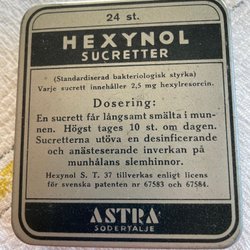 24 st.
HEXYNOL
SUCRETTER
(Standardiserad bakteriologisk styrka)
Varje sucrett innehåller 2,5 mg hexylresorcin.
Dosering:
En sucrett får långsamt smälta i mun-
nen. Högst tages 10 st. om dagen.
Sucretterna utöva en desinficerande
och anästeserande inverkan på
munhålans slemhinnor.
Hexynol S. T. 37 tillverkas enligt licens
för svenska patenten nr 67583 och 67584.
ASTRA
SÖDERTÄLJE